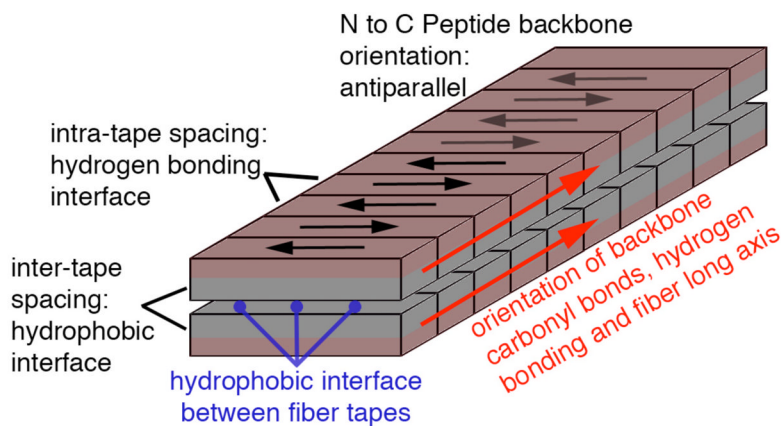 N to C Peptide backbone
orientation:
antiparallel
intra-tape spacing:
hydrogen bonding
interface
inter-tape
spacing:
hydrophobic
interface
orientation of backbone
carbonyl bonds, hydrogen
bonding and fiber long axis
hydrophobic interface
between fiber tapes